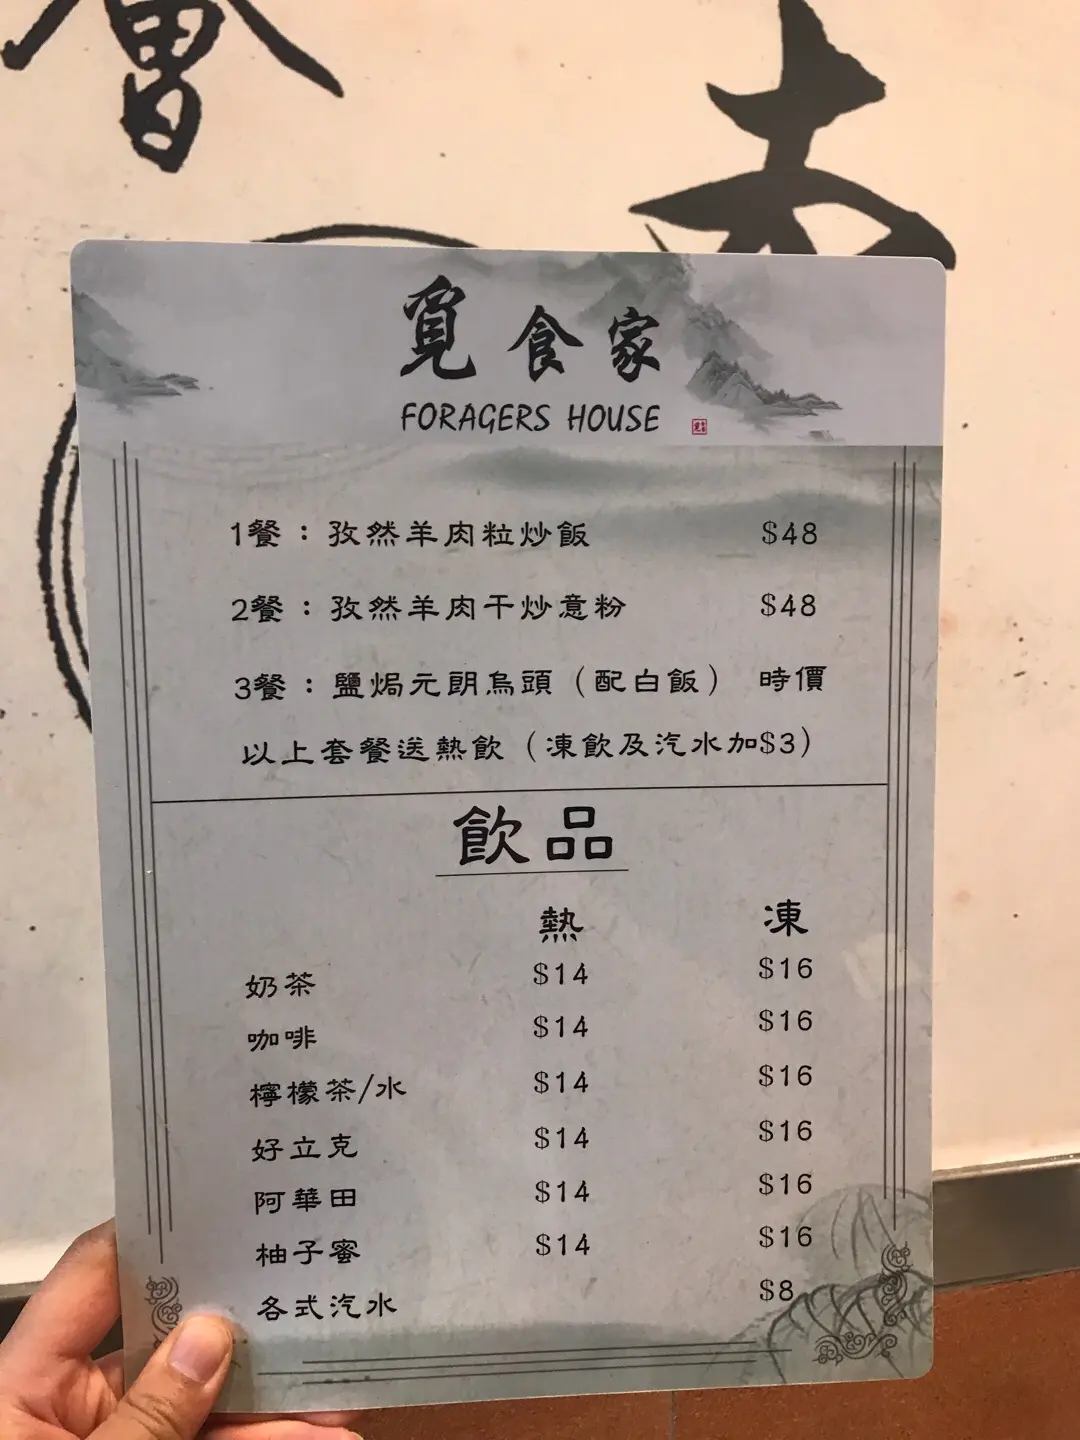 會
覓食家
FORAGERS HOUSE
1餐：孜然羊肉粒炒飯 $48
2餐：孜然羊肉干炒意粉 $48
3餐：鹽焗元朗烏頭（配白飯） 時價
以上套餐送熱飲（凍飲及汽水加$3）
飲品
熱 凍
奶茶 $14 $16
咖啡 $14 $16
檸檬茶/水 $14 $16
好立克 $14 $16
阿華田 $14 $16
柚子蜜 $14 $16
各式汽水 $8